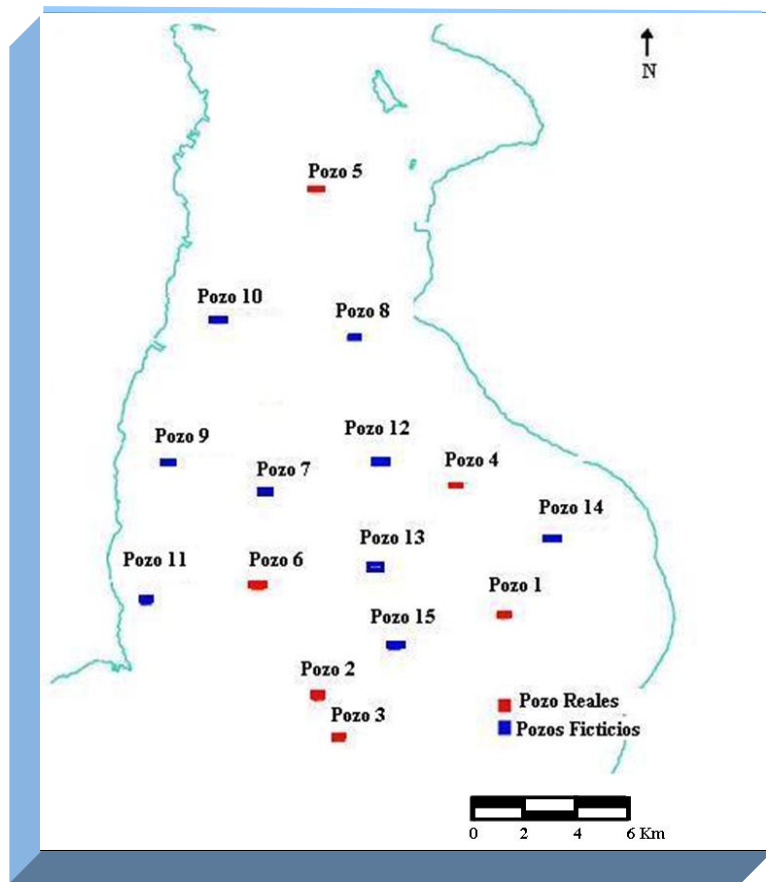 N
Pozo 5
Pozo 10
Pozo 8
Pozo 9
Pozo 12
Pozo 4
Pozo 7
Pozo 14
Pozo 13
Pozo 11
Pozo 6
Pozo 1
Pozo 15
Pozo 2
Pozo 3
Pozo Reales
Pozos Ficticios
0 2 4 6 Km